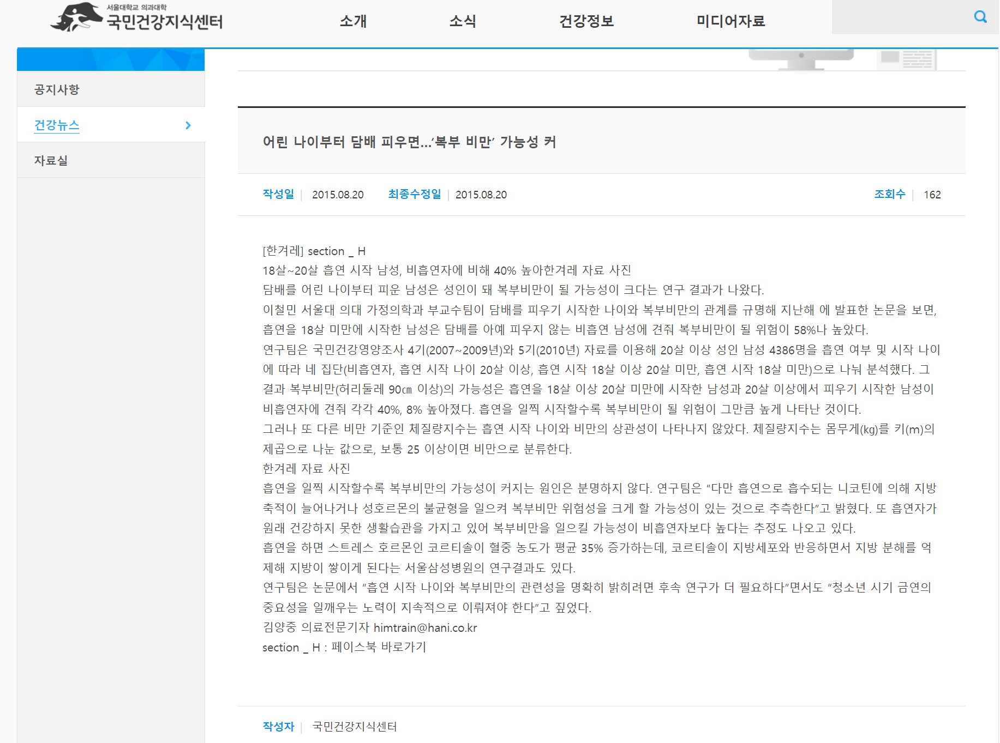 서울대학교 의과대학
국민건강지식센터
소개
소식
건강정보
미디어자료
공지사항
건강뉴스
자료실
어린 나이부터 담배 피우면…‘복부 비만’ 가능성 커
작성일 | 2015.08.20 최종수정일 | 2015.08.20 조회수 | 162
[한겨레] section _ H
18살~20살 흡연 시작 남성, 비흡연자에 비해 40% 높아한겨레 자료 사진
담배를 어린 나이부터 피운 남성은 성인이 돼 복부비만이 될 가능성이 크다는 연구 결과가 나왔다.
이철민 서울대 의대 가정의학과 부교수팀이 담배를 피우기 시작한 나이와 복부비만의 관계를 규명해 지난해 에 발표한 논문을 보면,
흡연을 18살 미만에 시작한 남성은 담배를 아예 피우지 않는 비흡연 남성에 견줘 복부비만이 될 위험이 58%나 높았다.
연구팀은 국민건강영양조사 4기(2007~2009년)와 5기(2010년) 자료를 이용해 20살 이상 성인 남성 4386명을 흡연 여부 및 시작 나이
에 따라 네 집단(비흡연자, 흡연 시작 나이 20살 이상, 흡연 시작 18살 이상 20살 미만, 흡연 시작 18살 미만)으로 나눠 분석했다. 그
결과 복부비만(허리둘레 90㎝ 이상)의 가능성은 흡연을 18살 이상 20살 미만에 시작한 남성과 20살 이상에서 피우기 시작한 남성이
비흡연자에 견줘 각각 40%, 8% 높아졌다. 흡연을 일찍 시작할수록 복부비만이 될 위험이 그만큼 높게 나타난 것이다.
그러나 또 다른 비만 기준인 체질량지수는 흡연 시작 나이와 비만의 상관성이 나타나지 않았다. 체질량지수는 몸무게(㎏)를 키(m)의
제곱으로 나눈 값으로, 보통 25 이상이면 비만으로 분류한다.
한겨레 자료 사진
흡연을 일찍 시작할수록 복부비만의 가능성이 커지는 원인은 분명하지 않다. 연구팀은 “다만 흡연으로 흡수되는 니코틴에 의해 지방
축적이 늘어나거나 성호르몬의 불균형을 일으켜 복부비만 위험성을 크게 할 가능성이 있는 것으로 추측한다”고 밝혔다. 또 흡연자가
원래 건강하지 못한 생활습관을 가지고 있어 복부비만을 일으킬 가능성이 비흡연자보다 높다는 추정도 나오고 있다.
흡연을 하면 스트레스 호르몬인 코르티솔이 혈중 농도가 평균 35% 증가하는데, 코르티솔이 지방세포와 반응하면서 지방 분해를 억
제해 지방이 쌓이게 된다는 서울삼성병원의 연구결과도 있다.
연구팀은 논문에서 “흡연 시작 나이와 복부비만의 관련성을 명확히 밝히려면 후속 연구가 더 필요하다”면서도 “청소년 시기 금연의
중요성을 일깨우는 노력이 지속적으로 이뤄져야 한다”고 짚었다.
김양중 의료전문기자 himtrain@hani.co.kr
section _ H : 페이스북 바로가기
작성자 | 국민건강지식센터